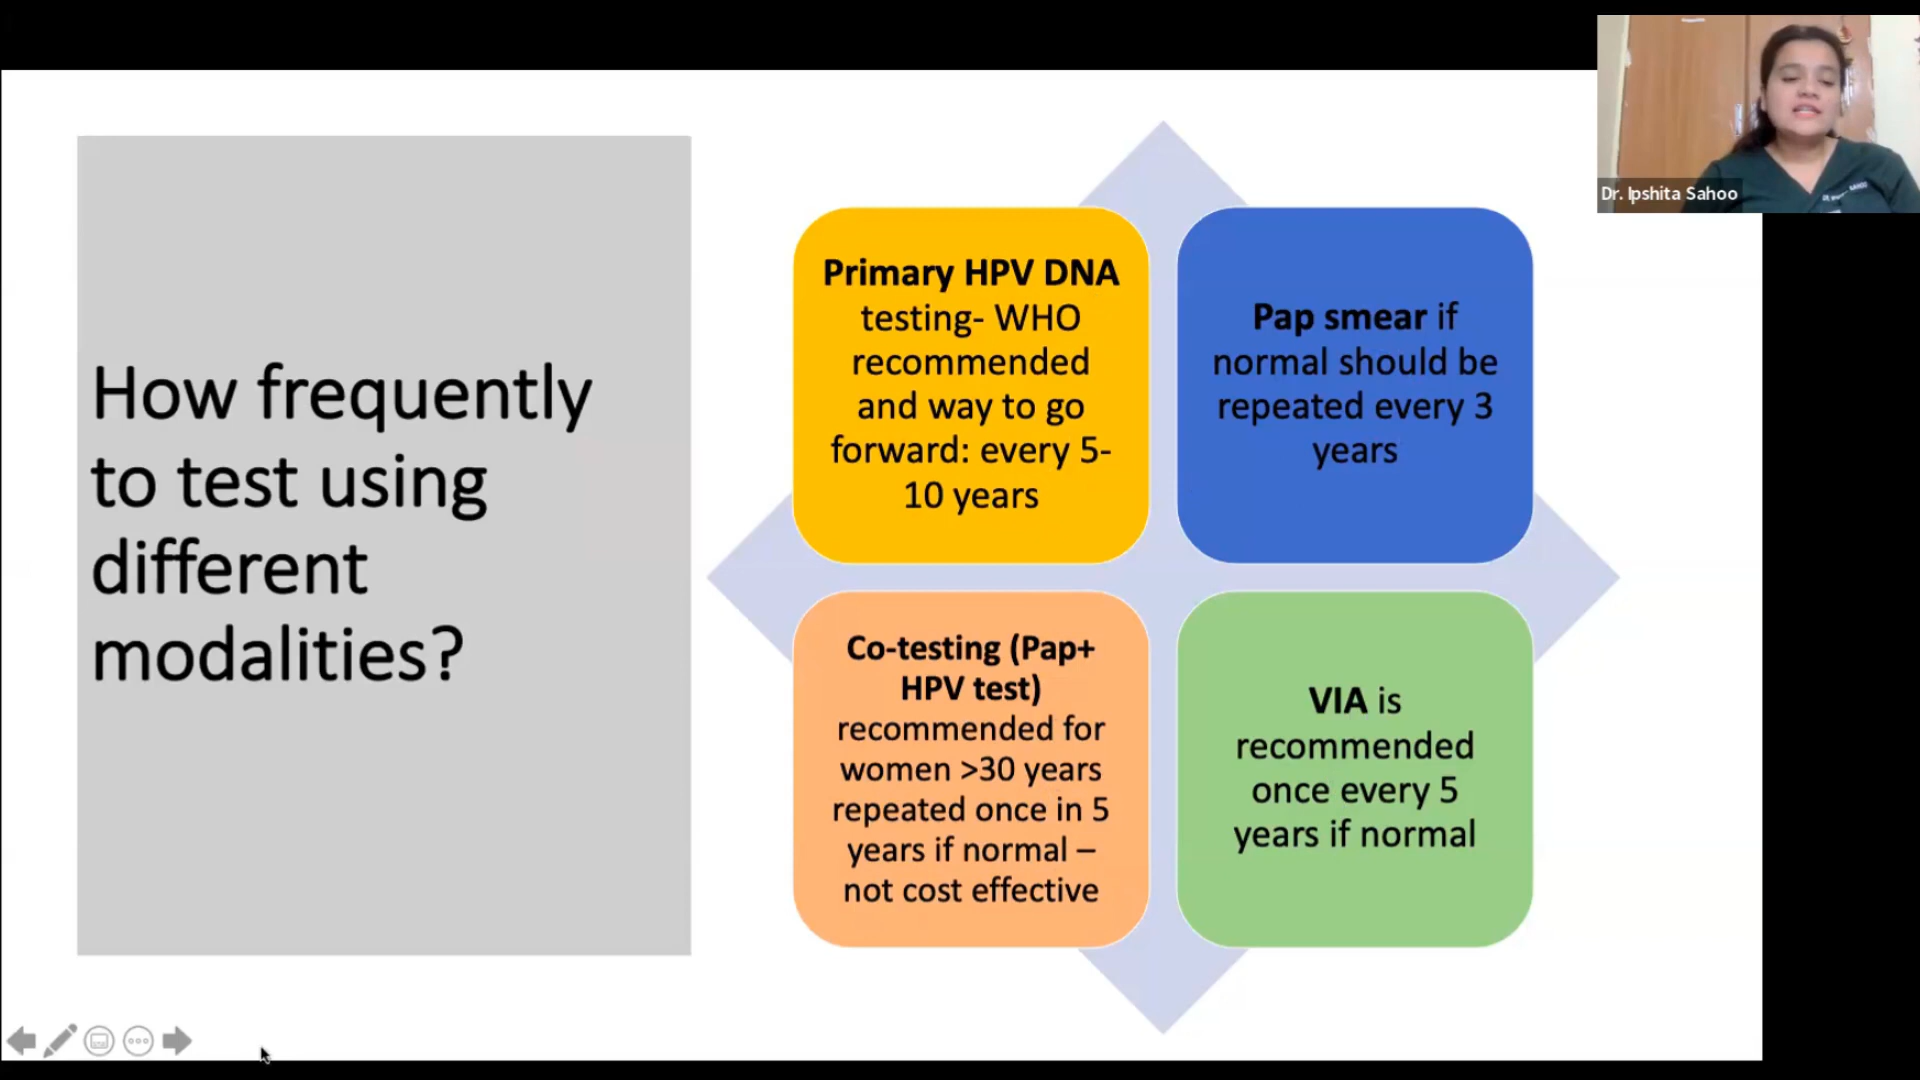 Dr. Ipshita Sahoo
How frequently
to test using
different
modalities?
Primary HPV DNA
testing- WHO
recommended
and way to go
forward: every 5-
10 years
Pap smear if
normal should be
repeated every 3
years
Co-testing (Pap+
HPV test)
recommended for
women >30 years
repeated once in 5
years if normal –
not cost effective
VIA is
recommended
once every 5
years if normal